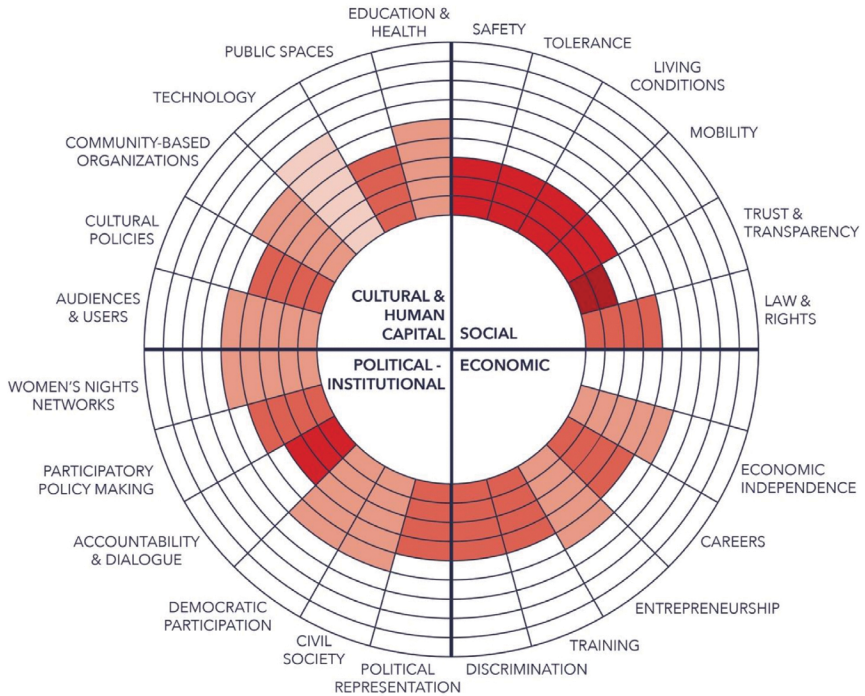 EDUCATION &
HEALTH
SAFETY
TOLERANCE
LIVING
CONDITIONS
MOBILITY
TRUST &
TRANSPARENCY
LAW &
RIGHTS
PUBLIC SPACES
TECHNOLOGY
COMMUNITY-BASED
ORGANIZATIONS
CULTURAL
POLICIES
AUDIENCES
& USERS
CULTURAL &
HUMAN
CAPITAL
SOCIAL
POLITICAL -
INSTITUTIONAL
ECONOMIC
WOMEN'S NIGHTS
NETWORKS
PARTICIPATORY
POLICY MAKING
ACCOUNTABILITY
& DIALOGUE
DEMOCRATIC
PARTICIPATION
CIVIL
SOCIETY
POLITICAL
REPRESENTATION
DISCRIMINATION
TRAINING
ENTREPRENEURSHIP
CAREERS
ECONOMIC
INDEPENDENCE